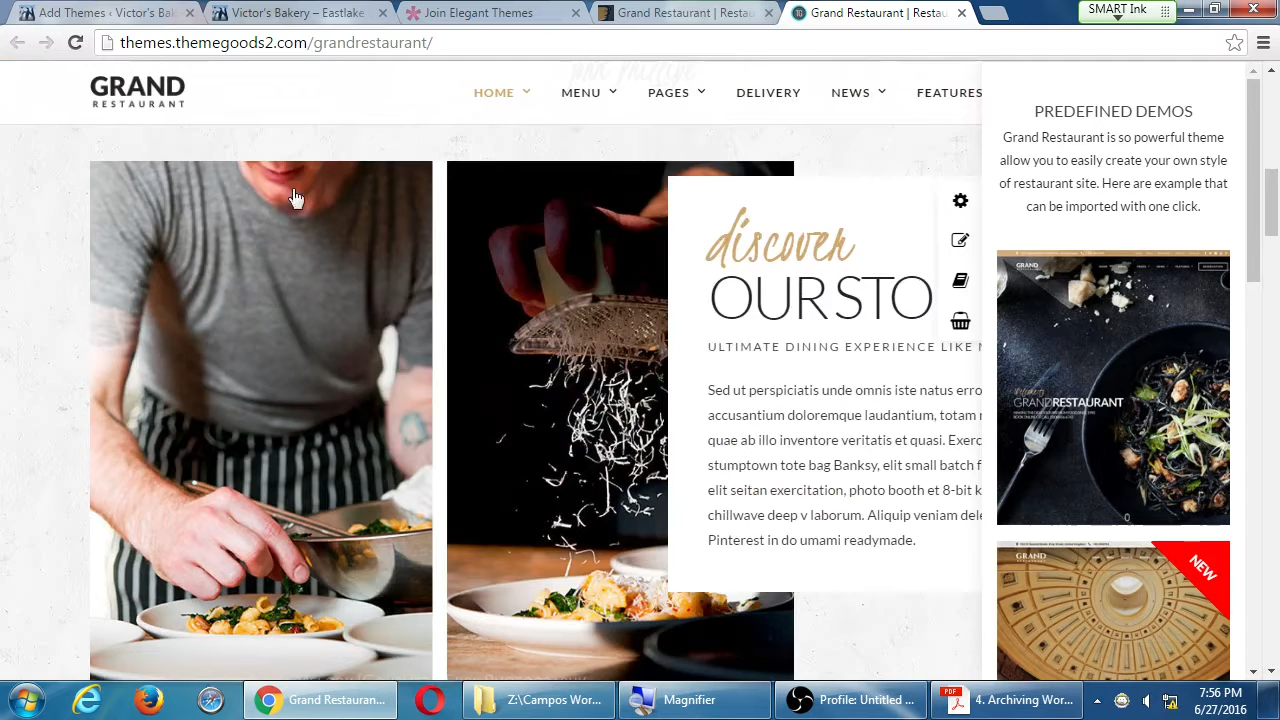 Add Themes ‹ Victor's Bak
Victor's Bakery – Eastlake
Join Elegant Themes
Grand Restaurant | Restau
Grand Restaurant | Restau
SMART Ink
themes.themegoods2.com/grandrestaurant/
GRAND
RESTAURANT
HOME
MENU
PAGES
DELIVERY
NEWS
FEATURES
discover
OUR STO
ULTIMATE DINING EXPERIENCE LIKE
Sed ut perspiciatis unde omnis iste natus erro
accusantium doloremque laudantium, totam
quae ab illo inventore veritatis et quasi. Exerc
stumptown tote bag Banksy, elit small batch f
elit seitan exercitation, photo booth et 8-bit k
chillwave deep v laborum. Aliquip veniam dele
Pinterest in do umami readymade.
PREDEFINED DEMOS
Grand Restaurant is so powerful theme
allow you to easily create your own style
of restaurant site. Here are example that
can be imported with one click.
GRAND
GRANDRESTAURANT
GRAND
NEW
Grand Restauran...
Z:\Campos Wor...
Magnifier
Profile: Untitled ...
PDF
4. Archiving Wor...
7:56 PM
6/27/2016